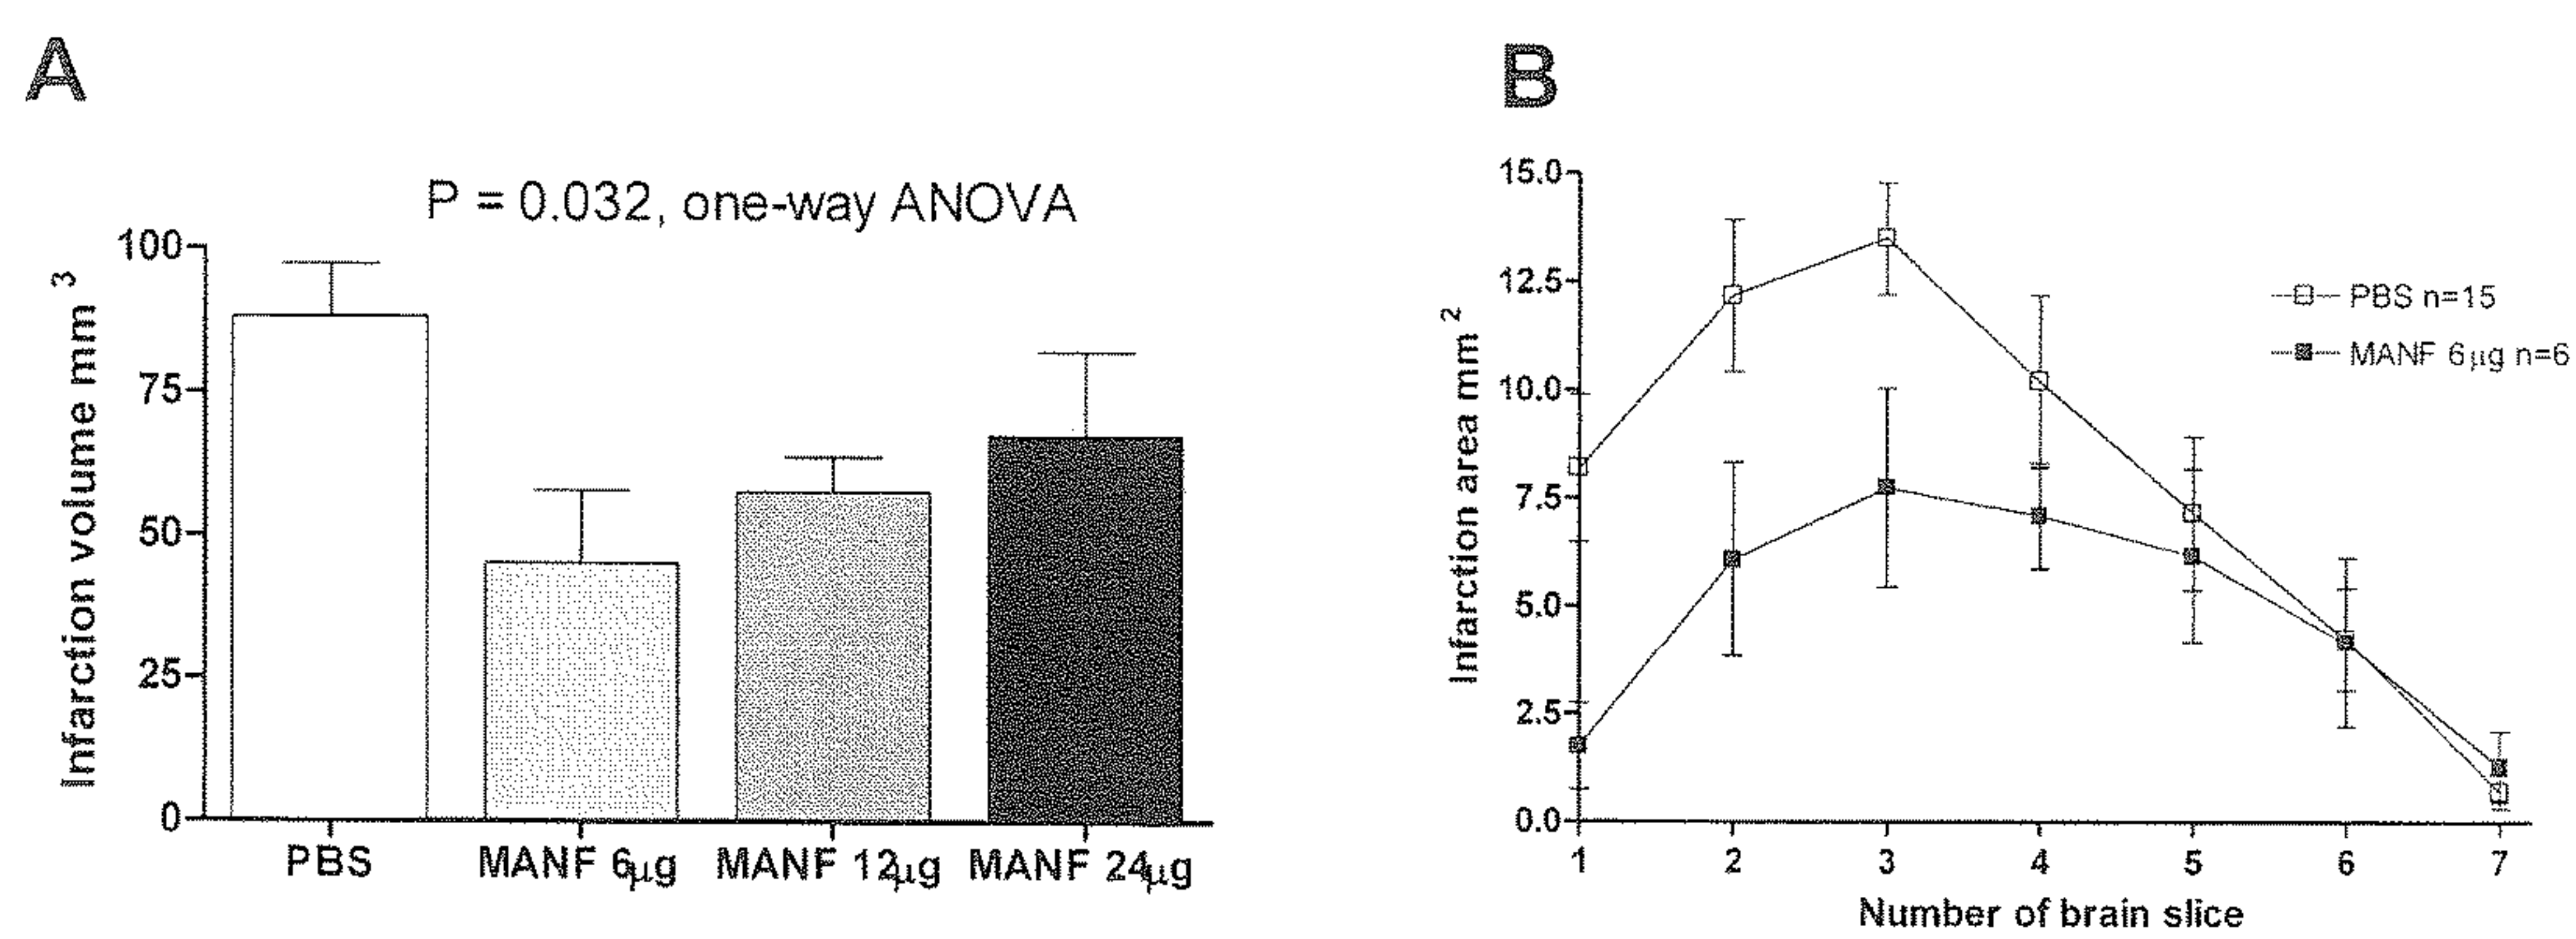 A
P = 0.032, one-way ANOVA
Infarction volume mm 3
100
75
50
25
0
PBS
MANF 6μg
MANF 12μg
MANF 24μg
B
Infarction area mm 2
15.0
12.5
10.0
7.5
5.0
2.5
0.0
1 2 3 4 5 6 7
Number of brain slice
PBS n=15
MANF 6μg n=6